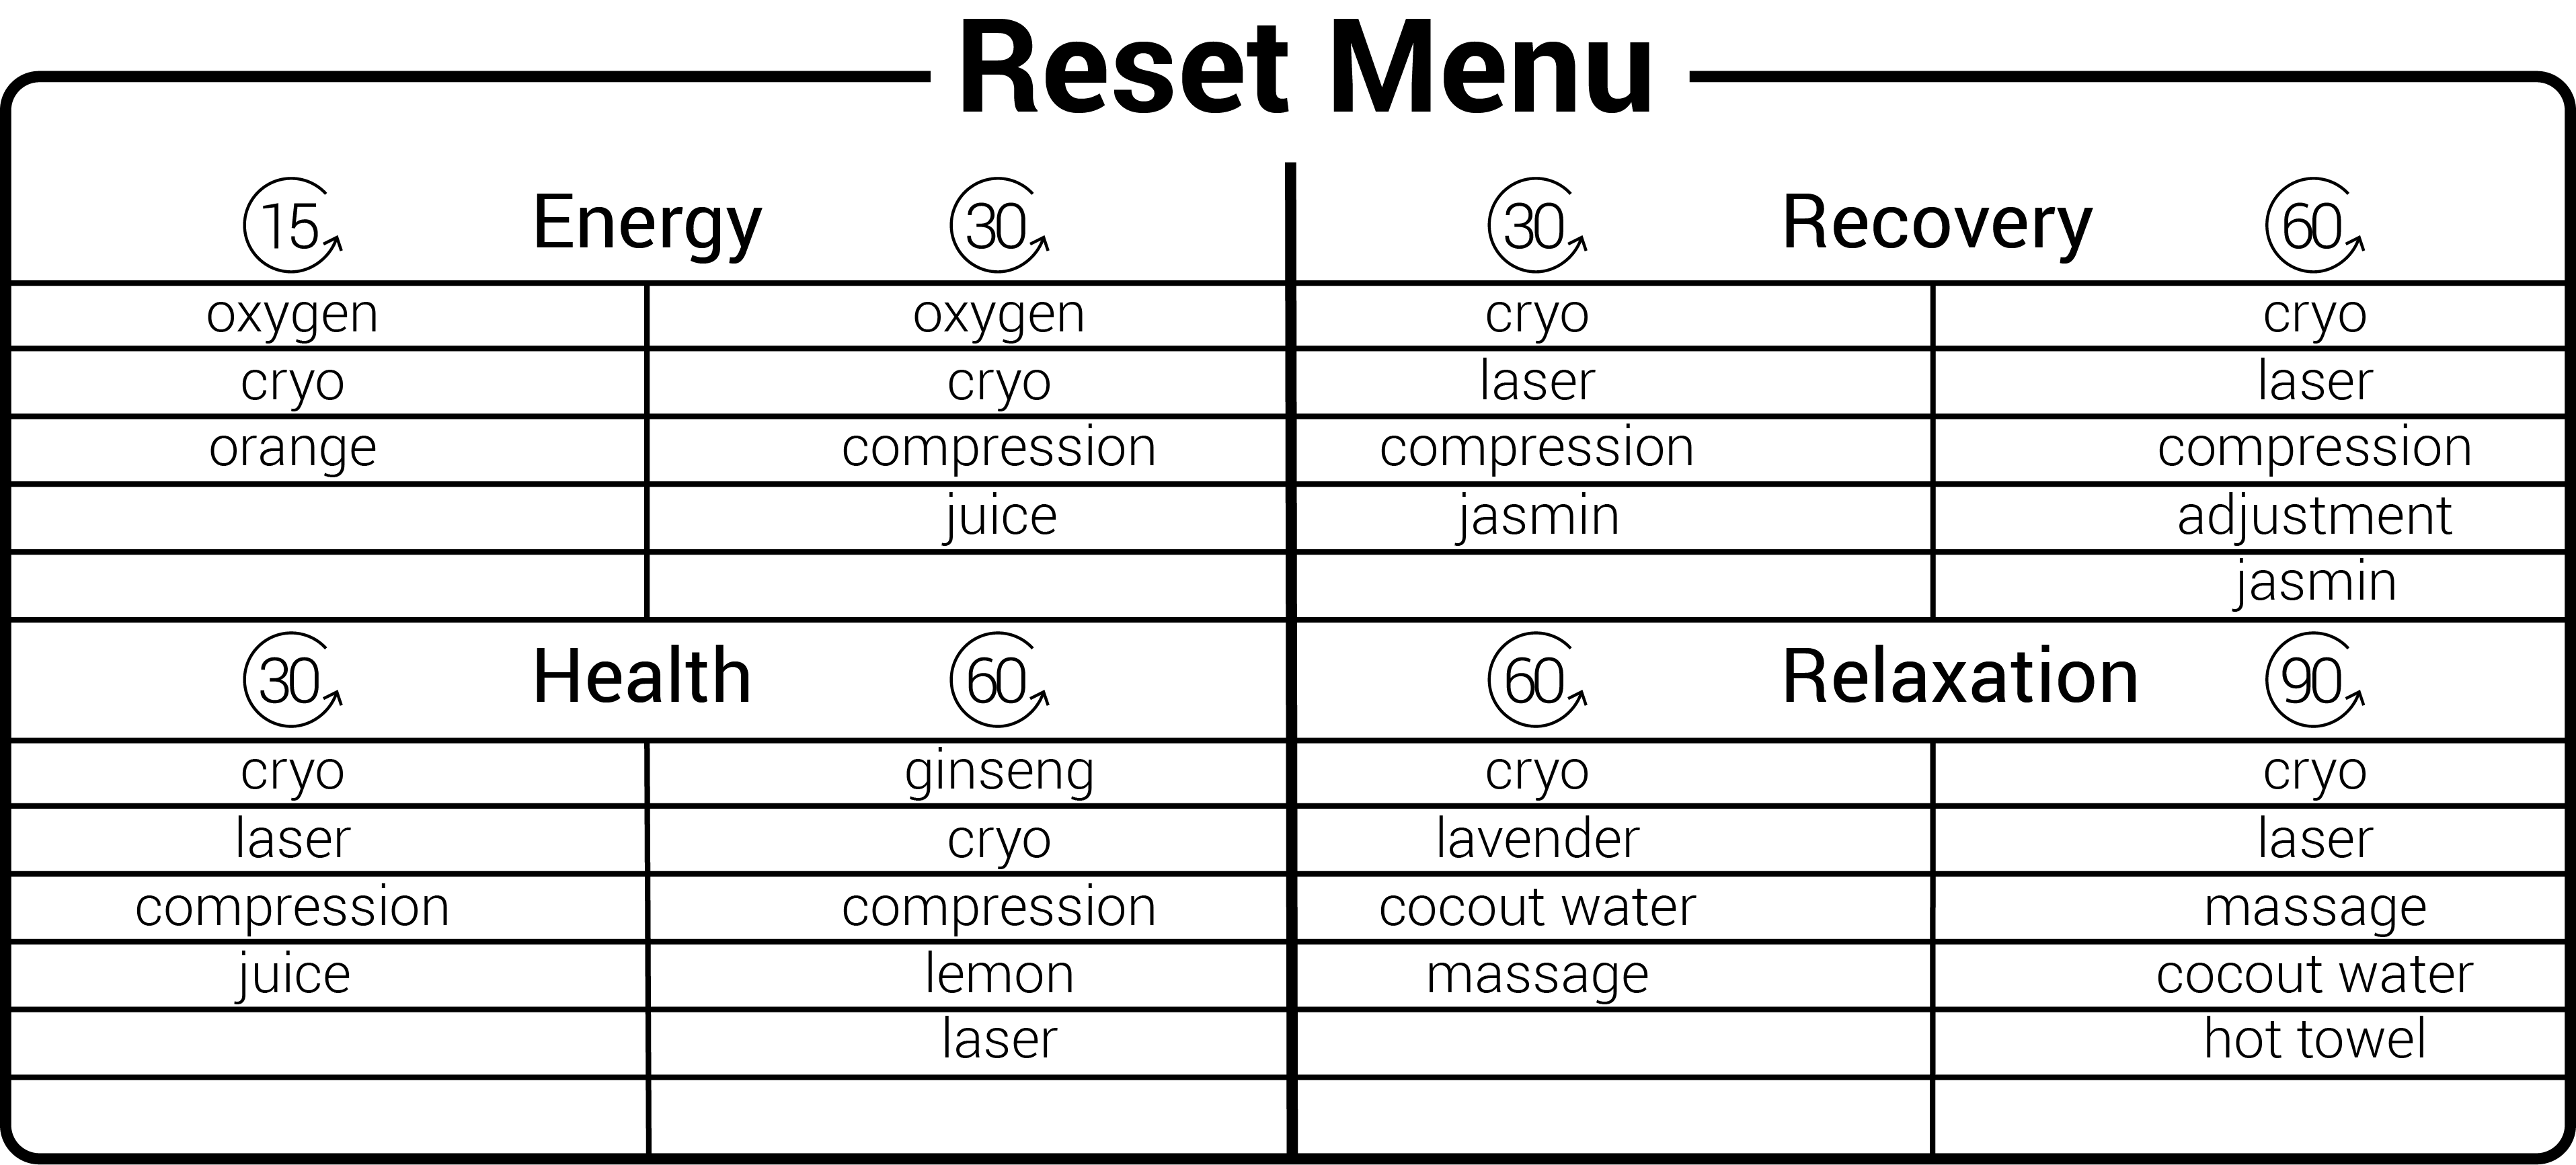 Reset Menu
15 Energy 30 30 Recovery 60
oxygen oxygen cryo cryo
cryo cryo laser laser
orange compression compression compression
juice jasmin adjustment
jasmin
30 Health 60 60 Relaxation 90
cryo ginseng cryo cryo
laser cryo lavender laser
compression compression cocout water massage
juice lemon massage cocout water
laser hot towel